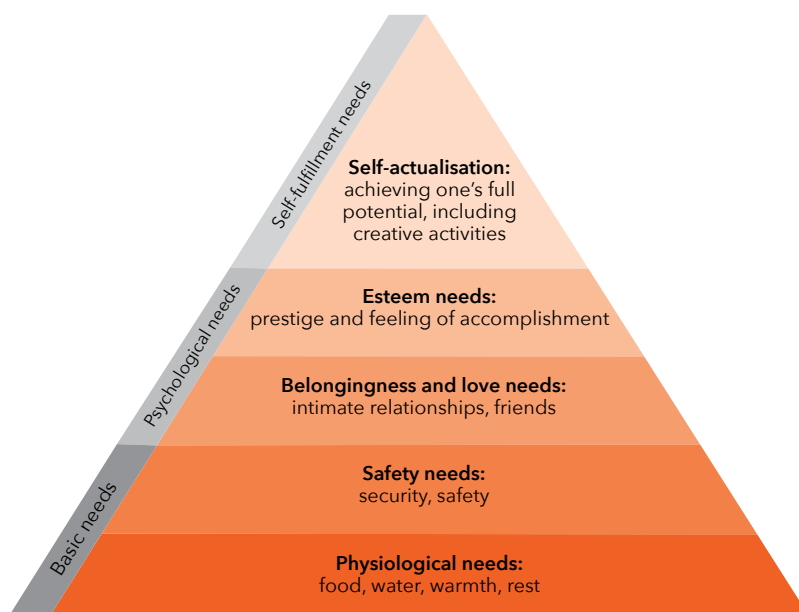 Self-fulfillment needs
Self-actualisation:
achieving one's full
potential, including
creative activities
Psychological needs
Esteem needs:
prestige and feeling of accomplishment
Belongingness and love needs:
intimate relationships, friends
Basic needs
Safety needs:
security, safety
Physiological needs:
food, water, warmth, rest